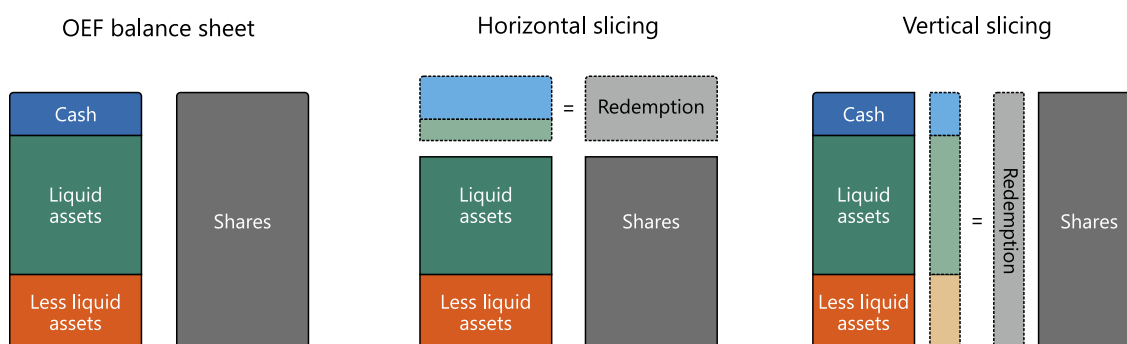 OEF balance sheet
Cash
Liquid
assets
Less liquid
assets
Shares
Horizontal slicing
=
Redemption
Liquid
assets
Less liquid
assets
Shares
Vertical slicing
Cash
Liquid
assets
Less liquid
assets
=
Redemption
Shares